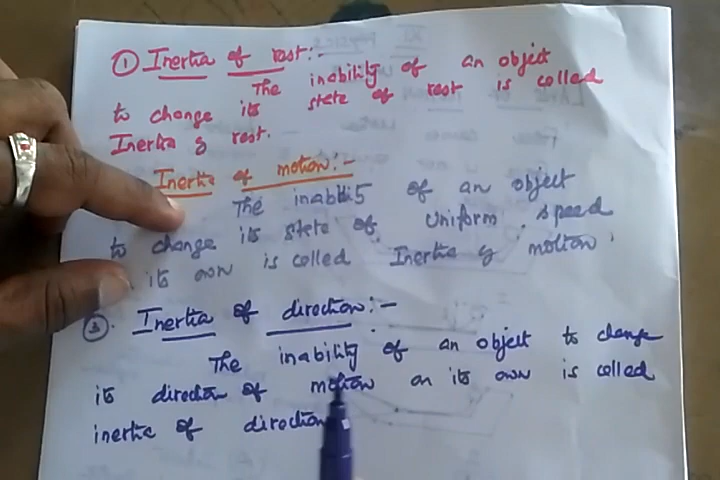 ① Inertia of rest:-
The inability of an object
to change its state of rest is called
Inertia of rest.
Inertia of motion:-
The inability of an object
to change its state of Uniform speed
its own is called Inertia of motion.
③. Inertia of direction:-
The inability of an object to change
its direction of motion on its own is called
inertia of direction